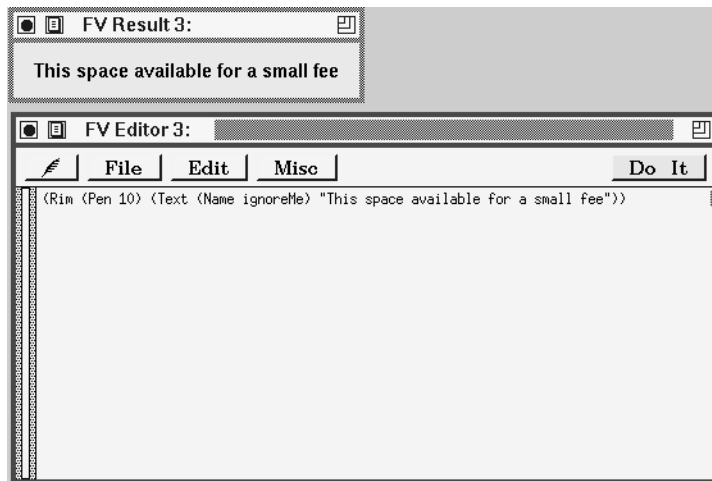 FV Result 3:
This space available for a small fee
FV Editor 3:
File Edit Misc Do It
(Rim (Pen 10) (Text (Name ignoreMe) "This space available for a small fee"))